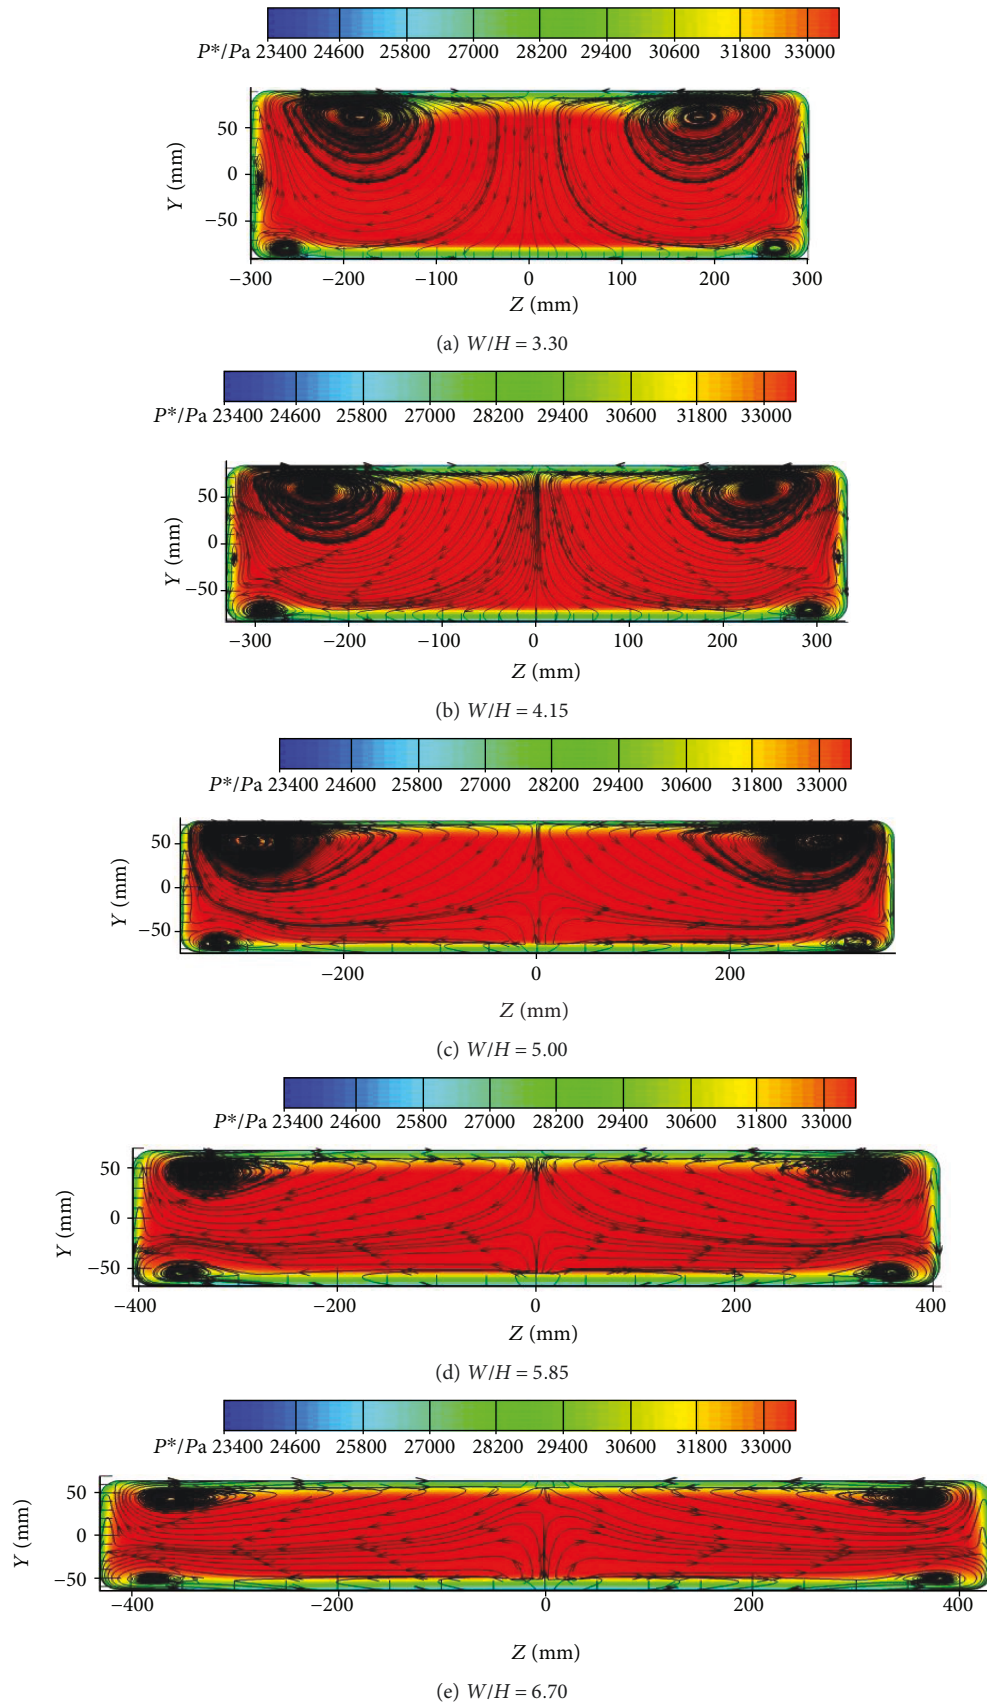 P*/Pa 23400 24600 25800 27000 28200 29400 30600 31800 33000
50
0
−50
Y (mm)
−300 −200 −100 0 100 200 300
Z (mm)
(a) W/H = 3.30
P*/Pa 23400 24600 25800 27000 28200 29400 30600 31800 33000
50
0
−50
Y (mm)
−300 −200 −100 0 100 200 300
Z (mm)
(b) W/H = 4.15
P*/Pa 23400 24600 25800 27000 28200 29400 30600 31800 33000
50
0
−50
Y (mm)
−200 0 200
Z (mm)
(c) W/H = 5.00
P*/Pa 23400 24600 25800 27000 28200 29400 30600 31800 33000
50
0
−50
Y (mm)
−400 −200 0 200 400
Z (mm)
(d) W/H = 5.85
P*/Pa 23400 24600 25800 27000 28200 29400 30600 31800 33000
50
0
−50
Y (mm)
−400 −200 0 200 400
Z (mm)
(e) W/H = 6.70